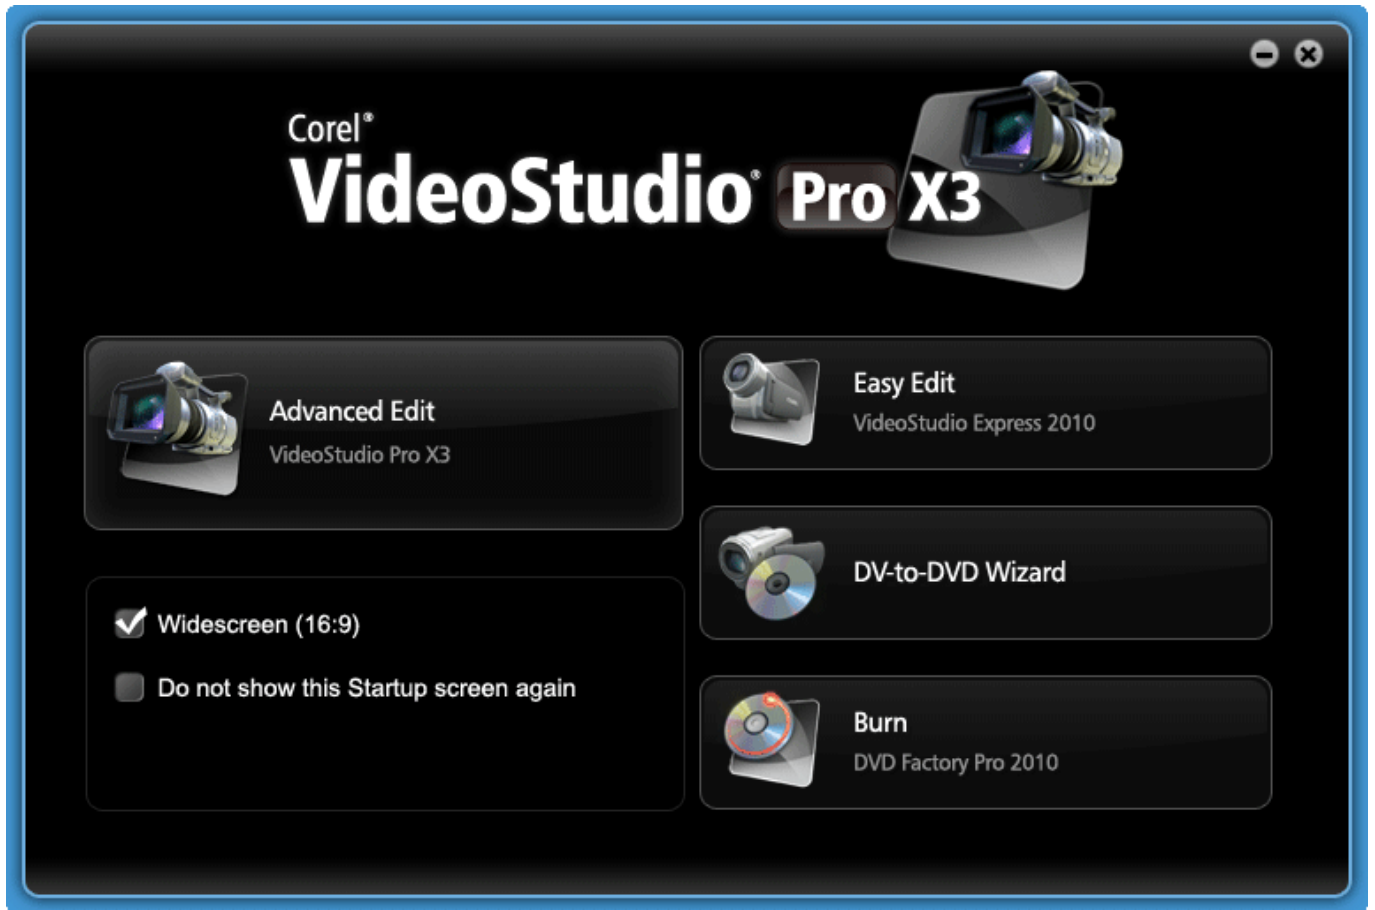 Corel®
VideoStudio® Pro X3
Advanced Edit
VideoStudio Pro X3
Widescreen (16:9)
Do not show this Startup screen again
Easy Edit
VideoStudio Express 2010
DV-to-DVD Wizard
Burn
DVD Factory Pro 2010